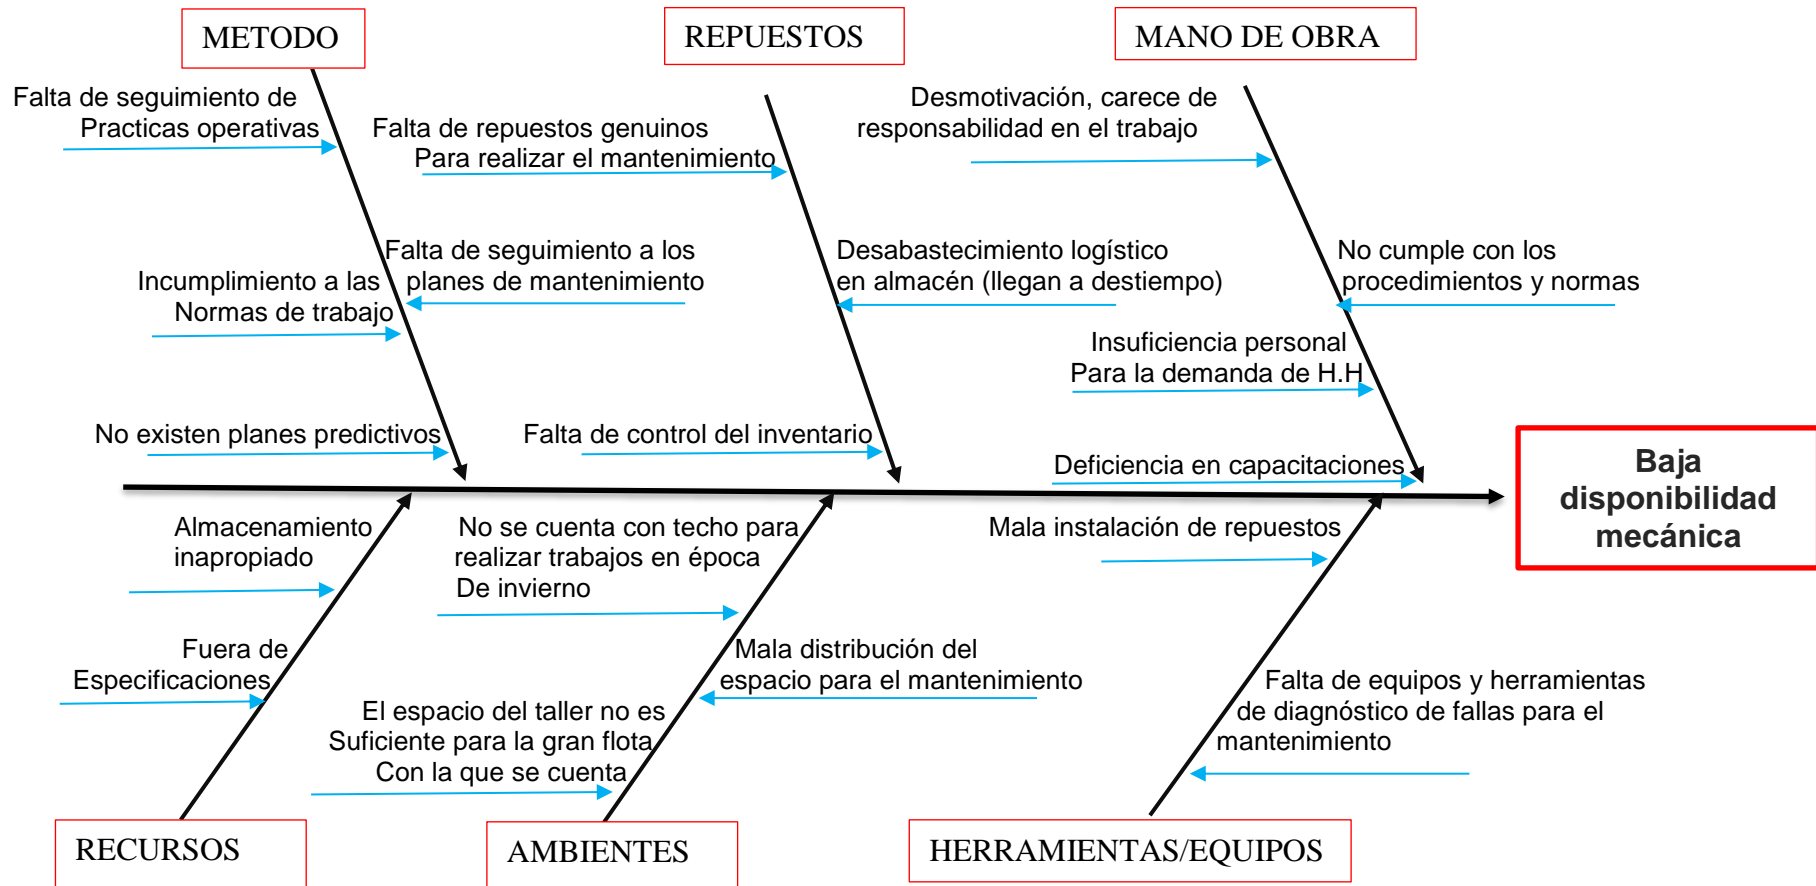 METODO
REPUESTOS
MANO DE OBRA
Falta de seguimiento de
Practicas operativas
Falta de repuestos genuinos
Para realizar el mantenimiento
Desmotivación, carece de
responsabilidad en el trabajo
Falta de seguimiento a los
planes de mantenimiento
Incumplimiento a las
Normas de trabajo
Desabastecimiento logístico
en almacén (llegan a destiempo)
No cumple con los
procedimientos y normas
Insuficiencia personal
Para la demanda de H.H
No existen planes predictivos
Falta de control del inventario
Deficiencia en capacitaciones
Baja
disponibilidad
mecánica
Almacenamiento
inapropiado
No se cuenta con techo para
realizar trabajos en época
De invierno
Mala instalación de repuestos
Fuera de
Especificaciones
Mala distribución del
espacio para el mantenimiento
El espacio del taller no es
Suficiente para la gran flota
Con la que se cuenta
Falta de equipos y herramientas
de diagnóstico de fallas para el
mantenimiento
RECURSOS
AMBIENTES
HERRAMIENTAS/EQUIPOS